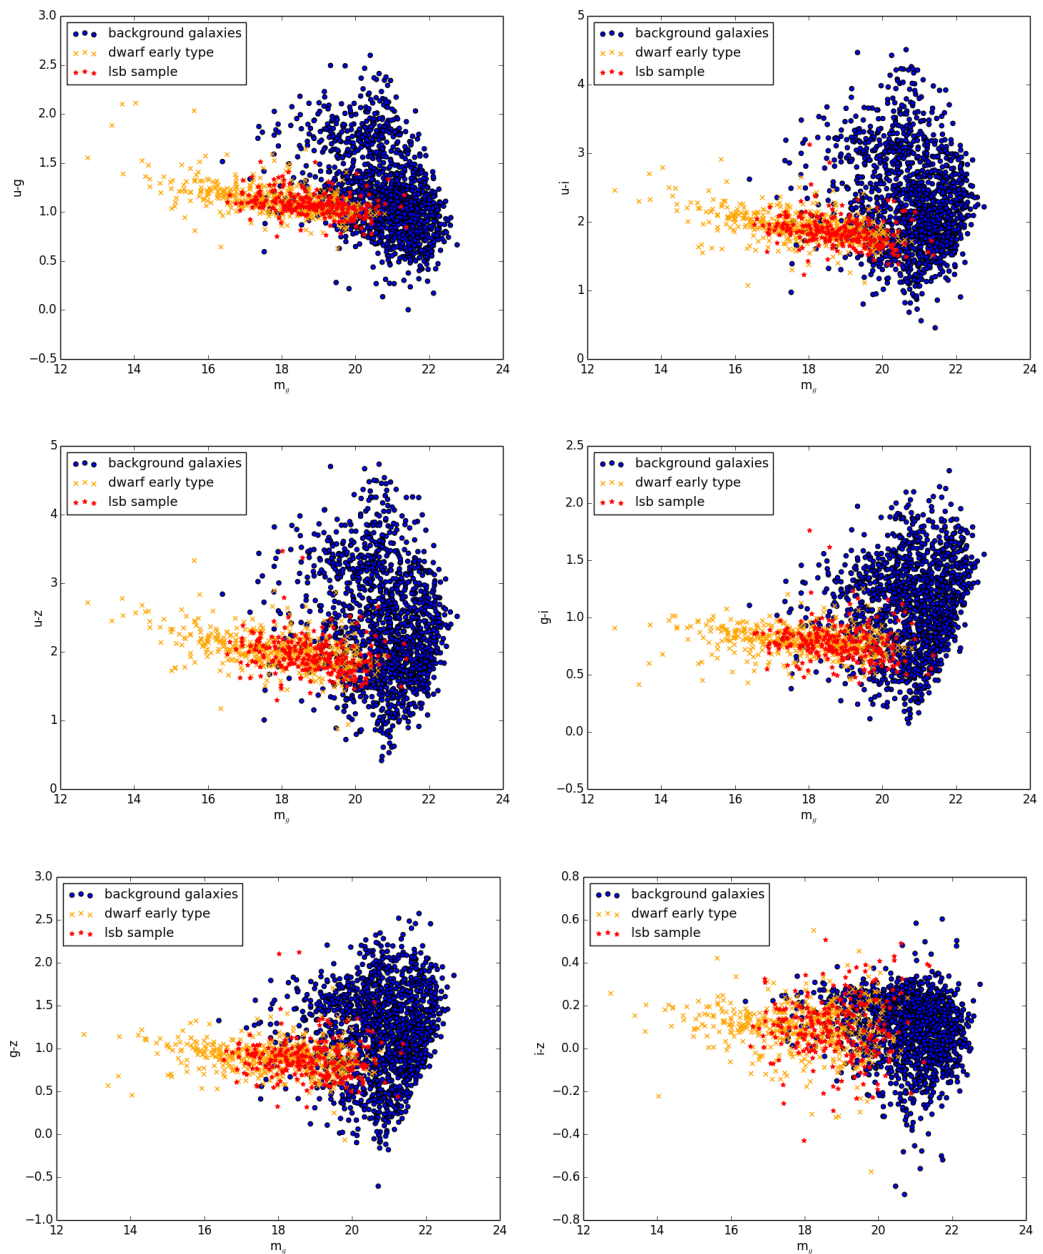 3.0
2.5
2.0
1.5
1.0
0.5
0.0
−0.5
u-g
background galaxies
dwarf early type
lsb sample
12 14 16 18 20 22 24
m_g
5
4
3
2
1
0
u-i
background galaxies
dwarf early type
lsb sample
12 14 16 18 20 22 24
m_g
5
4
3
2
1
0
u-z
background galaxies
dwarf early type
lsb sample
12 14 16 18 20 22 24
m_g
2.5
2.0
1.5
1.0
0.5
0.0
−0.5
g-i
background galaxies
dwarf early type
lsb sample
12 14 16 18 20 22 24
m_g
3.0
2.5
2.0
1.5
1.0
0.5
0.0
−0.5
−1.0
g-z
background galaxies
dwarf early type
lsb sample
12 14 16 18 20 22 24
m_g
0.8
0.6
0.4
0.2
0.0
−0.2
−0.4
−0.6
−0.8
i-z
background galaxies
dwarf early type
lsb sample
12 14 16 18 20 22 24
m_g